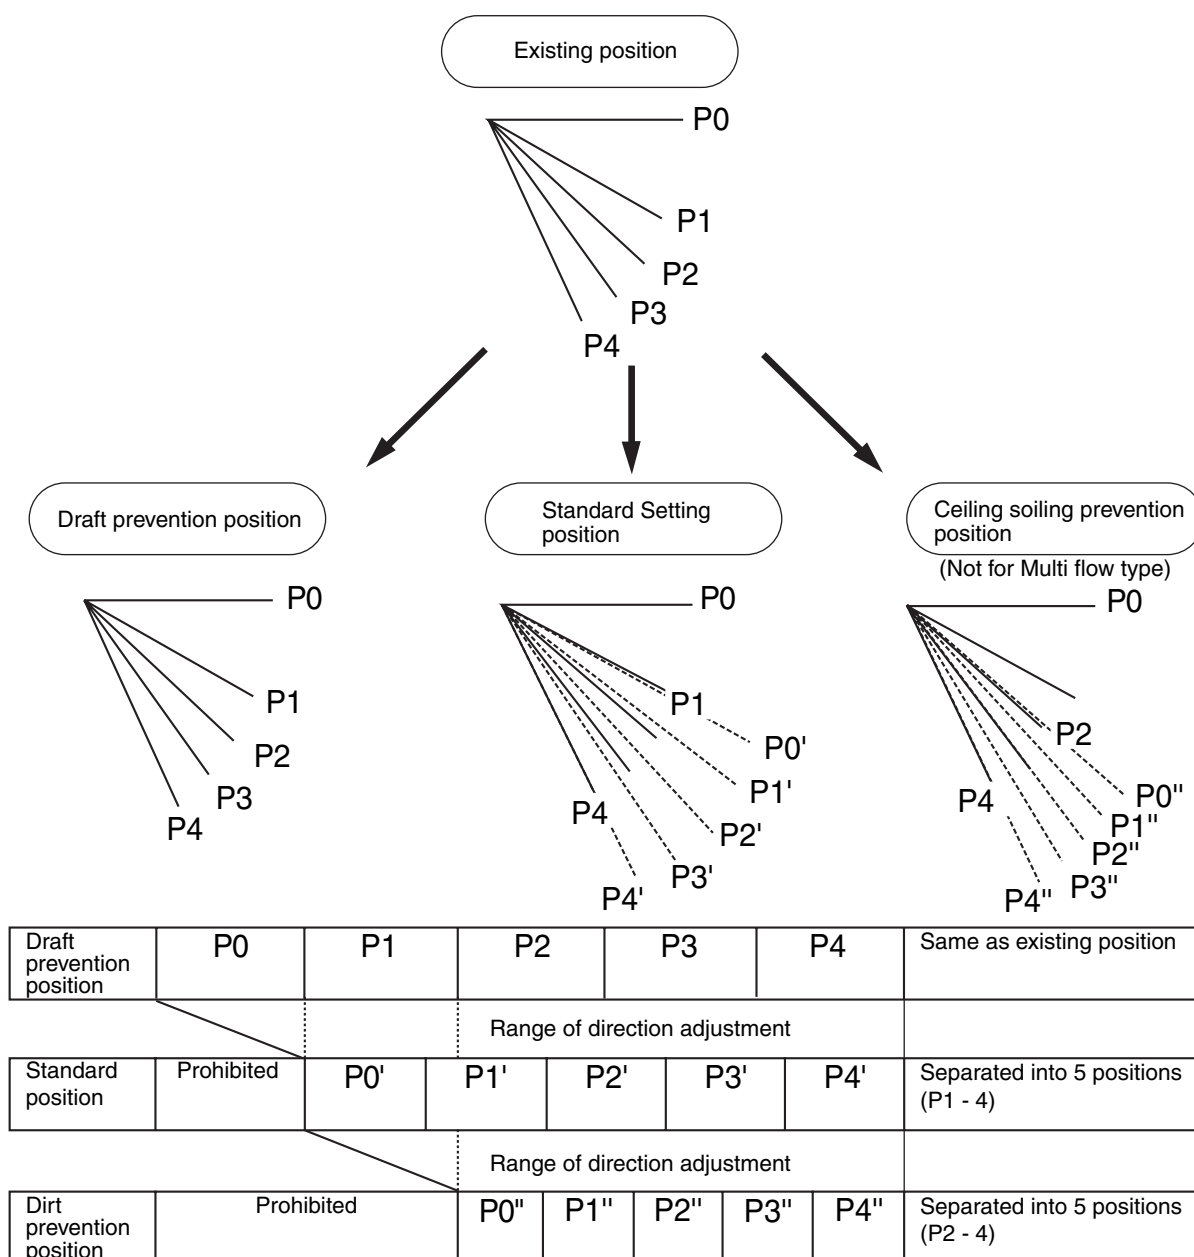 Existing position
P0
P1
P2
P3
P4
Draft prevention position
P0
P1
P2
P3
P4
Standard Setting
position
P0
P1
P0'
P1'
P4
P2'
P3'
P4'
Ceiling soiling prevention
position
(Not for Multi flow type)
P0
P2
P4
P0"
P1"
P2"
P3"
P4"
Draft
prevention
position
P0
P1
P2
P3
P4
Same as existing position
Range of direction adjustment
Standard
position
Prohibited
P0'
P1'
P2'
P3'
P4'
Separated into 5 positions
(P1 - 4)
Range of direction adjustment
Dirt
prevention
position
Prohibited
P0"
P1"
P2"
P3"
P4"
Separated into 5 positions
(P2 - 4)